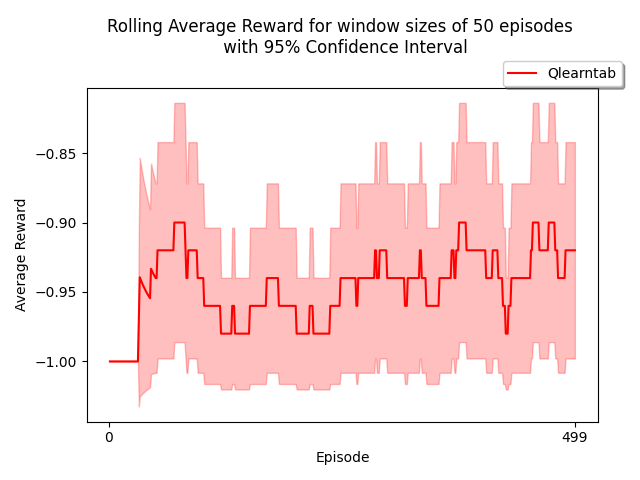 Rolling Average Reward for window sizes of 50 episodes
with 95% Confidence Interval
Qlearntab
Average Reward
−0.85
−0.90
−0.95
−1.00
0
499
Episode